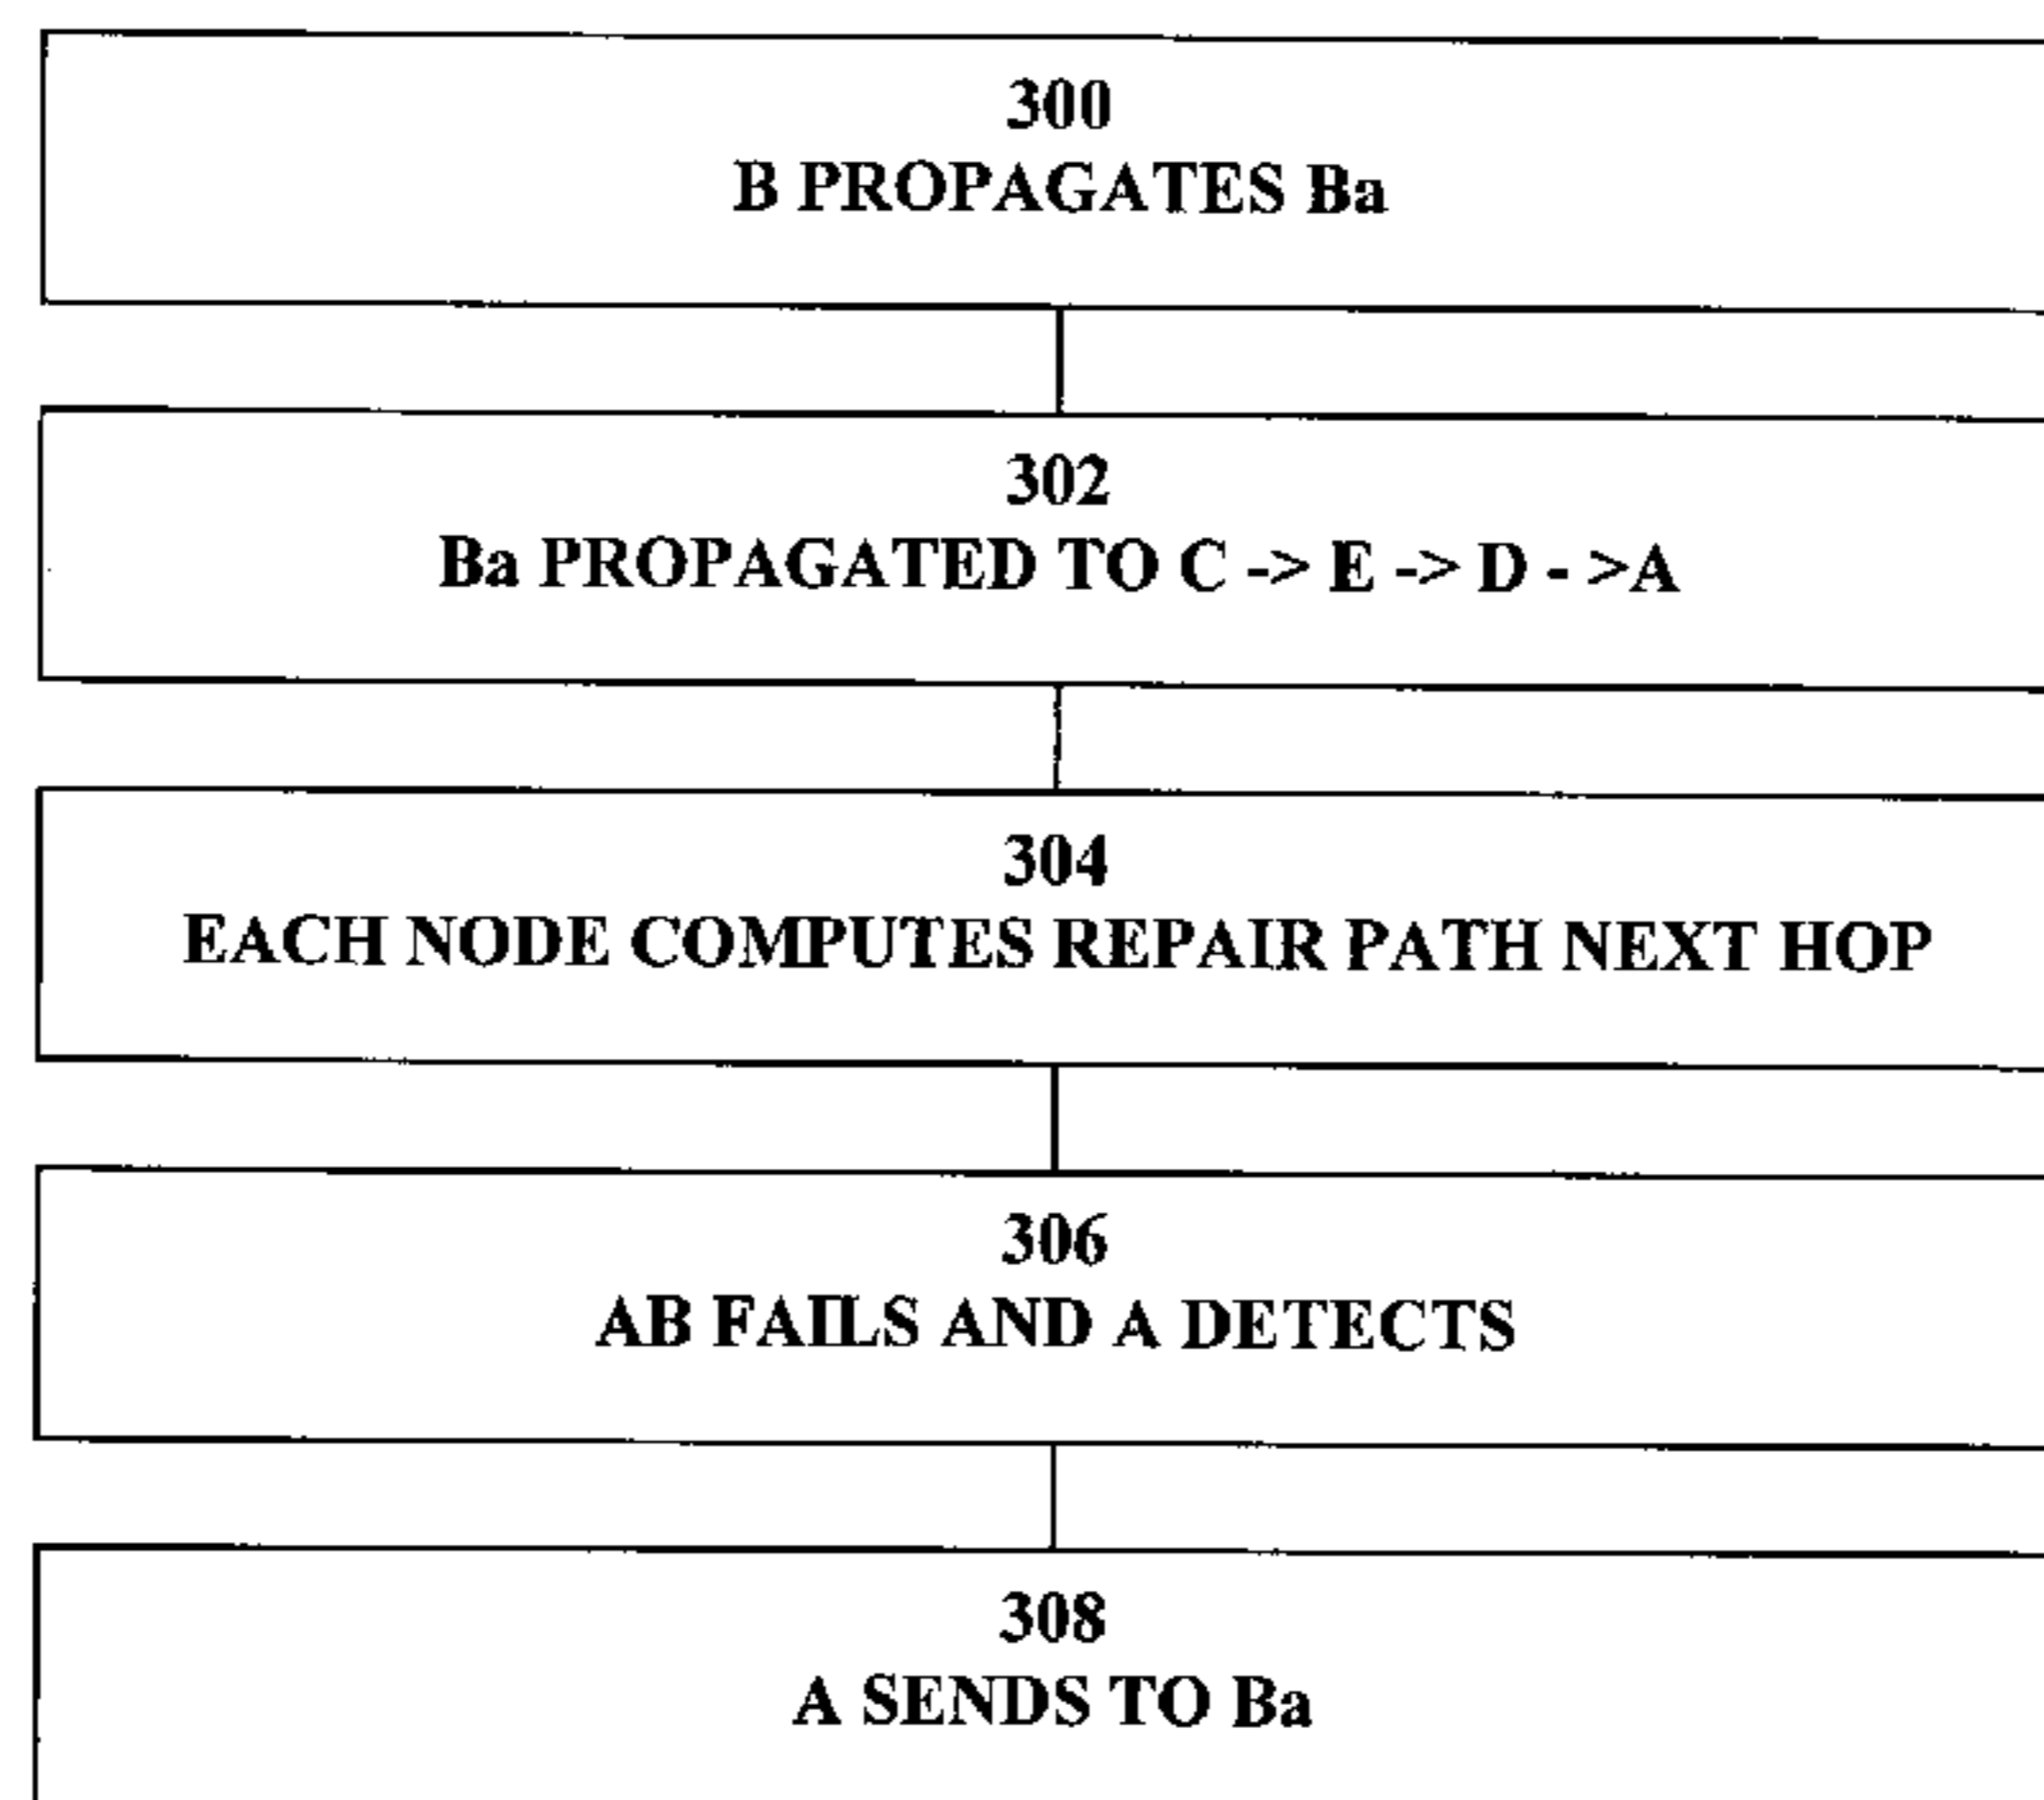 300
B PROPAGATES Ba
302
Ba PROPAGATED TO C -> E -> D - >A
304
EACH NODE COMPUTES REPAIR PATH NEXT HOP
306
AB FAILS AND A DETECTS
308
A SENDS TO Ba